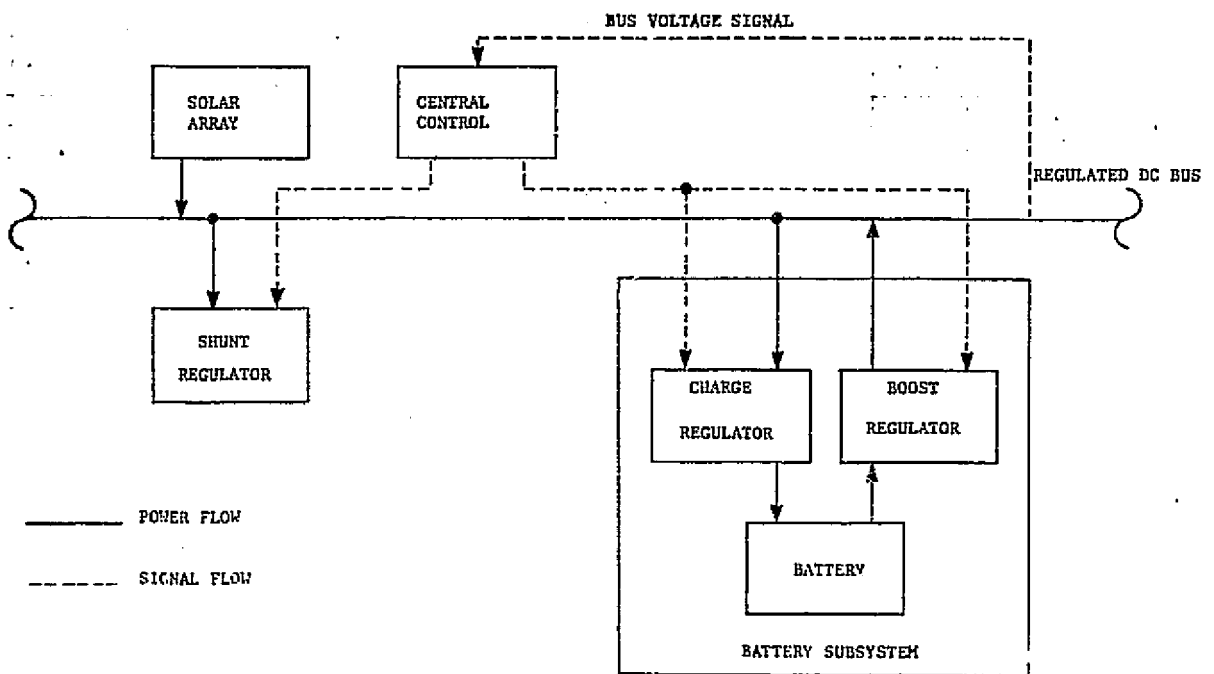 BUS VOLTAGE SIGNAL
SOLAR
ARRAY
CENTRAL
CONTROL
REGULATED DC BUS
SHUNT
REGULATOR
CHARGE
REGULATOR
BOOST
REGULATOR
POWER FLOW
SIGNAL FLOW
BATTERY
BATTERY SUBSYSTEM